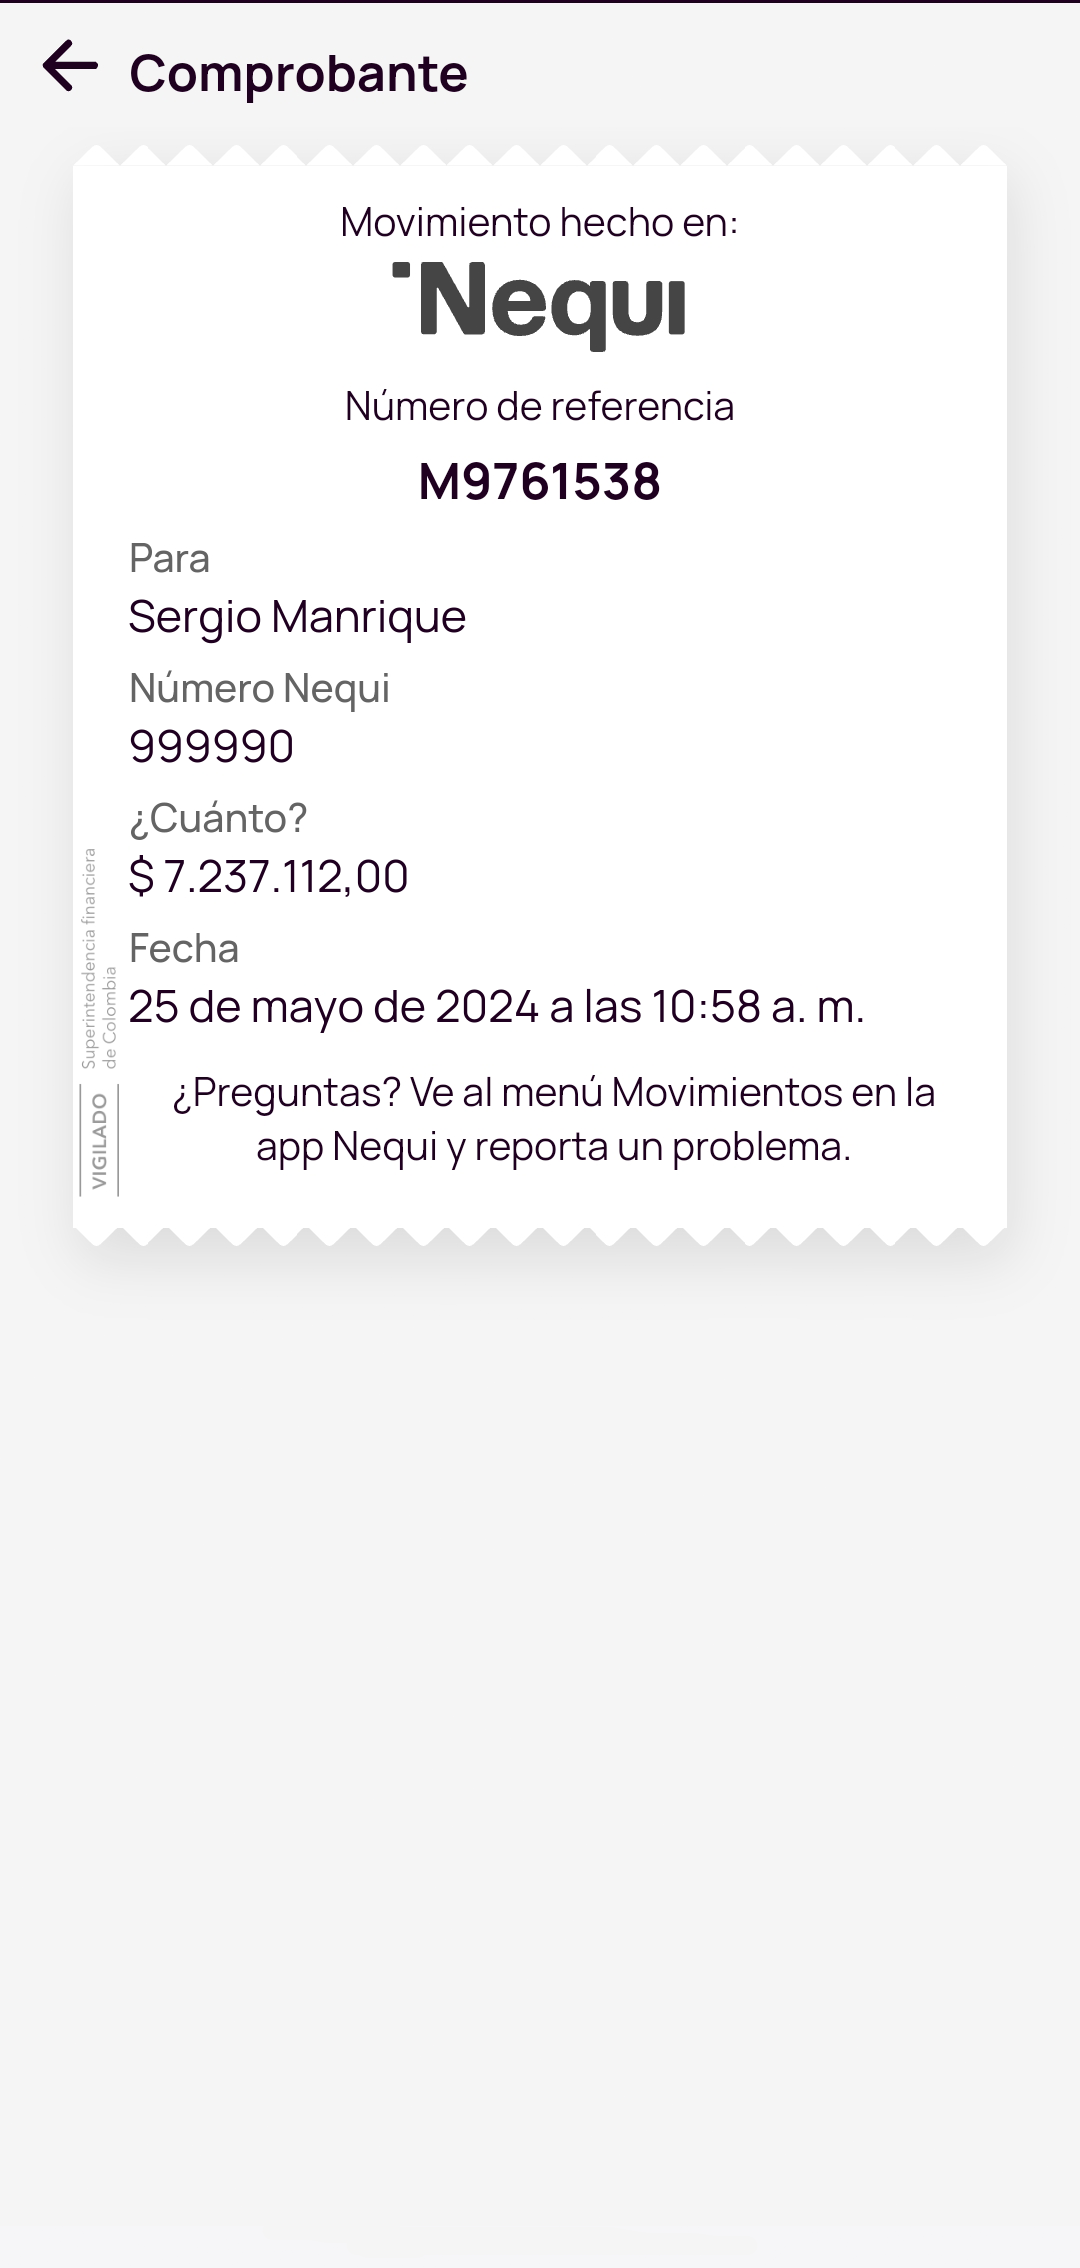 Comprobante
Movimiento hecho en:
Nequi
Número de referencia
M9761538
Para
Sergio Manrique
Número Nequi
999990
¿Cuánto?
$ 7.237.112,00
Fecha
25 de mayo de 2024 a las 10:58 a. m.
¿Preguntas? Ve al menú Movimientos en la
app Nequi y reporta un problema.
VIGILADO
Superintendencia financiera
de Colombia